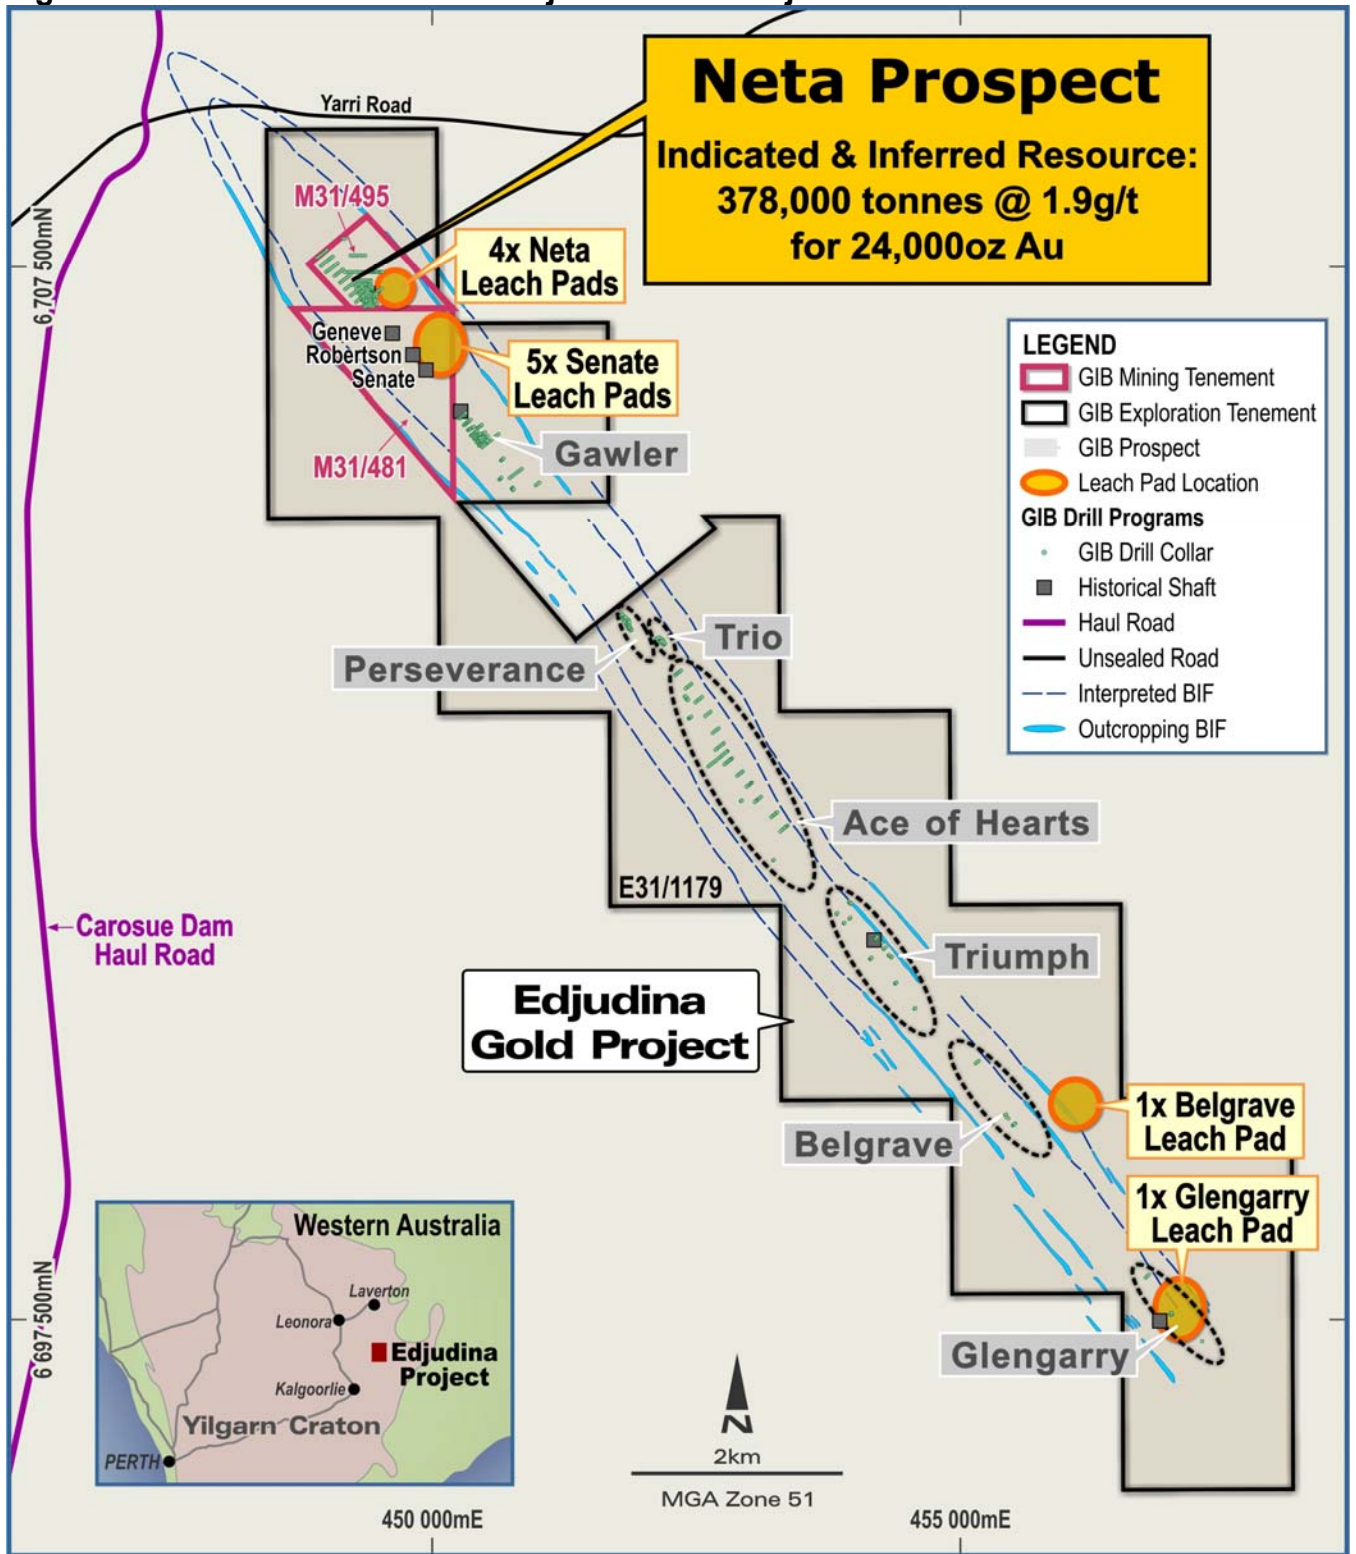 Yarri Road
Neta Prospect
Indicated & Inferred Resource:
378,000 tonnes @ 1.9g/t
for 24,000oz Au
M31/495
6 707 500mN
4x Neta
Leach Pads
Geneve
Robertson
Senate
5x Senate
Leach Pads
M31/481
Gawler
LEGEND
GIB Mining Tenement
GIB Exploration Tenement
GIB Prospect
Leach Pad Location
GIB Drill Programs
GIB Drill Collar
Historical Shaft
Haul Road
Unsealed Road
Interpreted BIF
Outcropping BIF
Trio
Perseverance
Ace of Hearts
E31/1179
Carosue Dam
Haul Road
Triumph
Edjudina
Gold Project
1x Belgrave
Leach Pad
Belgrave
1x Glengarry
Leach Pad
Glengarry
6 697 500mN
Western Australia
Laverton
Leonora
Edjudina
Project
Kalgoorlie
Yilgarn Craton
PERTH
N
2km
MGA Zone 51
450 000mE
455 000mE